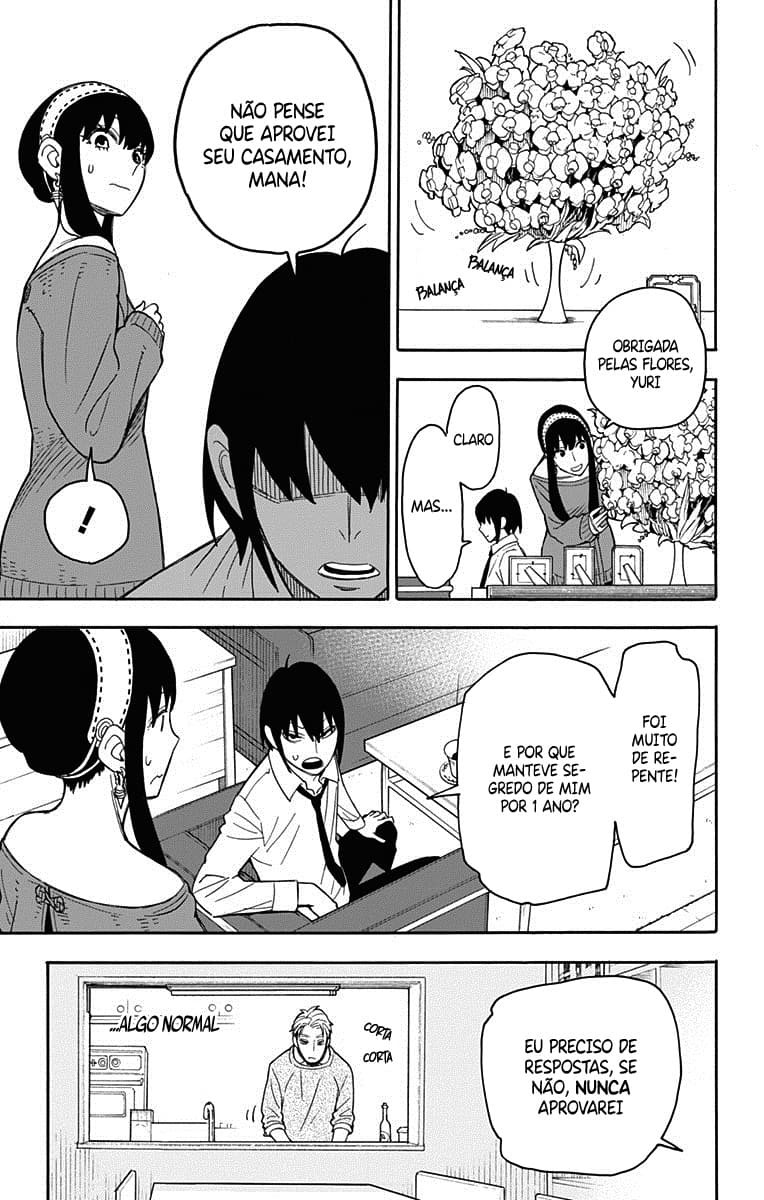 BALANÇA
BALANÇA
OBRIGADA
PELAS FLORES,
YURI
CLARO
MAS...
NÃO PENSE
QUE APROVEI
SEU CASAMENTO,
MANA!
!
FOI
MUITO
DE RE-
PENTE!
E POR QUE
MANTEVE SE-
GREDO DE MIM
POR 1 ANO?
EU PRECISO DE
RESPOSTAS, SE
NÃO, NUNCA
APROVAREI
CORTA
CORTA
...ALGO NORMAL